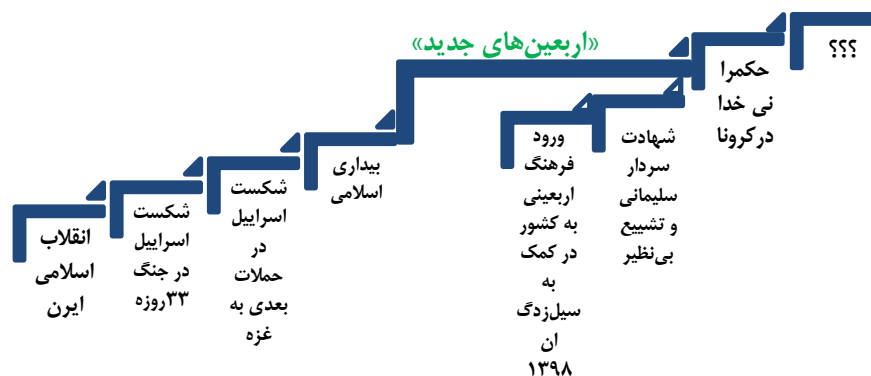 «اربعین‌های جدید»
انقلاب
اسلامی
ایرن
شکست
اسراییل
در جنگ
۳۳روزه
شکست
اسراییل
در
حملات
بعدی به
غزه
بیداری
اسلامی
ورود
فرهنگ
اربعینی
به کشور
در کمک
به
سیل‌زدگ
ان
۱۳۹۸
شهادت
سردار
سلیمانی
و تشییع
بی‌نظیر
حکمرا
نی خدا
درکرونا
؟؟؟